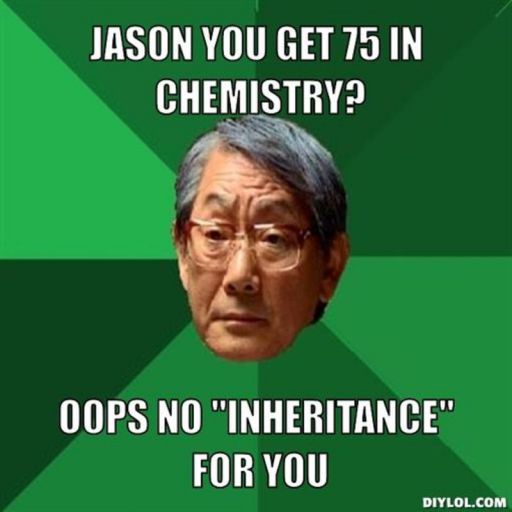 JASON YOU GET 75 IN
CHEMISTRY?
OOPS NO "INHERITANCE"
FOR YOU
DIYLOL.COM